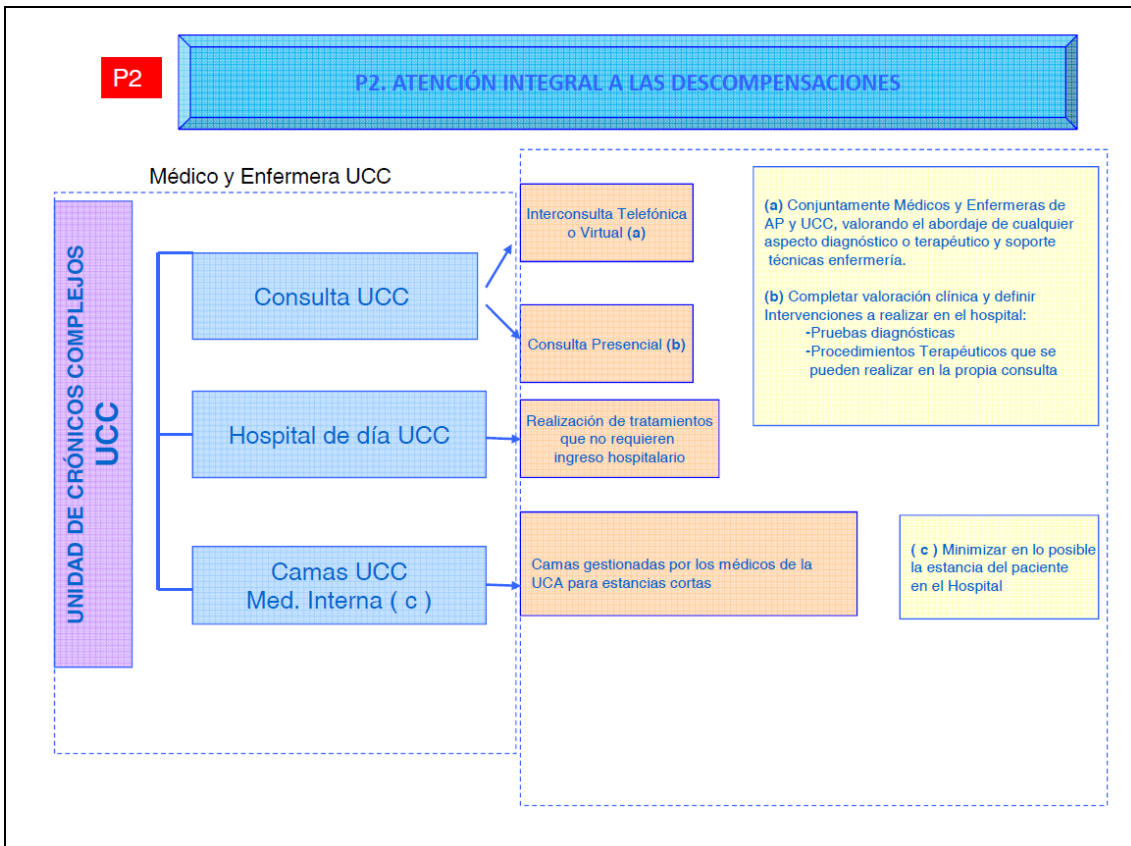 P2
P2. ATENCIÓN INTEGRAL A LAS DESCOMPENSACIONES
Médico y Enfermera UCC
UNIDAD DE CRÓNICOS COMPLEJOS
UCC
Consulta UCC
Interconsulta Telefónica
o Virtual (a)
Consulta Presencial (b)
Hospital de día UCC
Realización de tratamientos
que no requieren
ingreso hospitalario
Camas UCC
Med. Interna ( c )
Camas gestionadas por los médicos de la
UCA para estancias cortas
(a) Conjuntamente Médicos y Enfermeras de
AP y UCC, valorando el abordaje de cualquier
aspecto diagnóstico o terapéutico y soporte
técnicas enfermería.
(b) Completar valoración clínica y definir
Intervenciones a realizar en el hospital:
-Pruebas diagnósticas
-Procedimientos Terapéuticos que se
pueden realizar en la propia consulta
( c ) Minimizar en lo posible
la estancia del paciente
en el Hospital